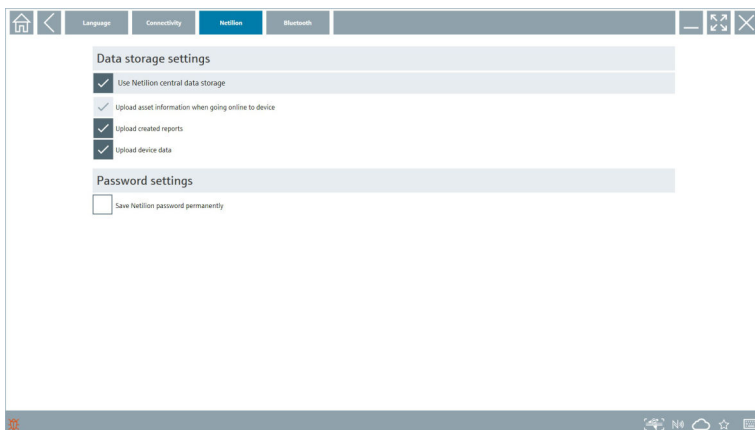 Language Connectivity Netilion Bluetooth
Data storage settings
Use Netilion central data storage
Upload asset information when going online to device
Upload created reports
Upload device data
Password settings
Save Netilion password permanently